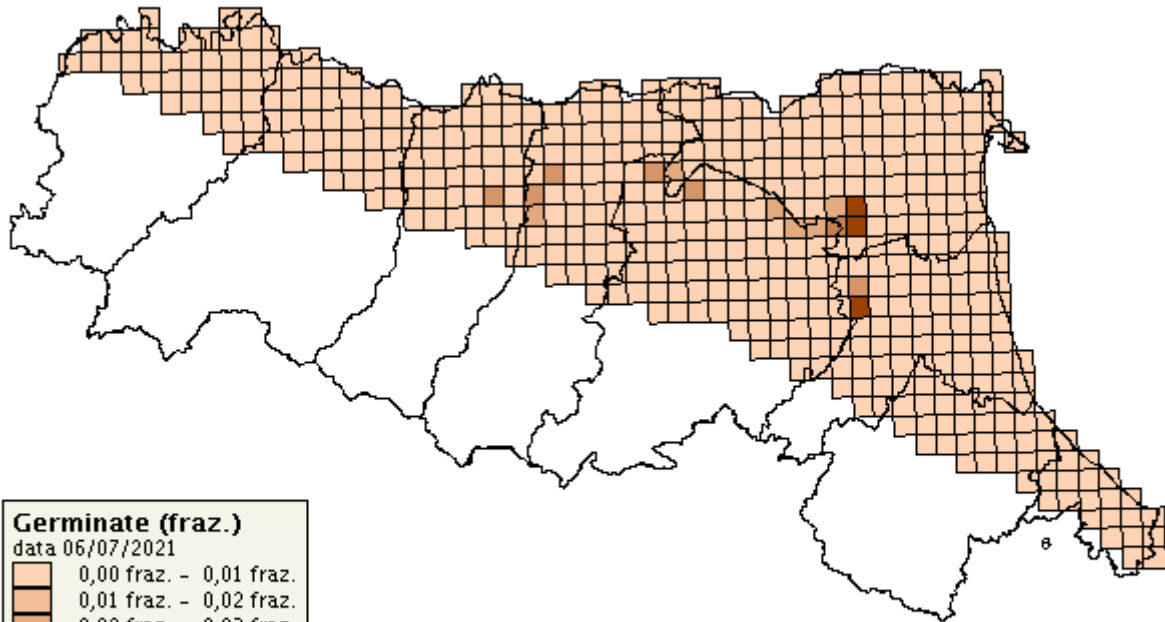 Germinate (fraz.)
data 06/07/2021
0,00 fraz. - 0,01 fraz.
0,01 fraz. - 0,02 fraz.